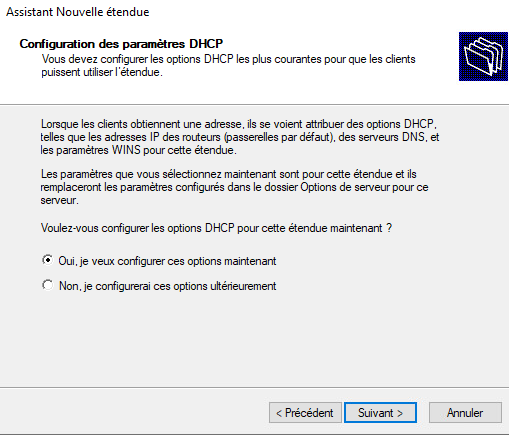 Assistant Nouvelle étendue
Configuration des paramètres DHCP
Vous devez configurer les options DHCP les plus courantes pour que les clients
puissent utiliser l'étendue.
Lorsque les clients obtiennent une adresse, ils se voient attribuer des options DHCP,
telles que les adresses IP des routeurs (passerelles par défaut), des serveurs DNS, et
les paramètres WINS pour cette étendue.
Les paramètres que vous sélectionnez maintenant sont pour cette étendue et ils
remplaceront les paramètres configurés dans le dossier Options de serveur pour ce
serveur.
Voulez-vous configurer les options DHCP pour cette étendue maintenant ?
Oui, je veux configurer ces options maintenant
Non, je configurerai ces options ultérieurement
< Précédent Suivant > Annuler